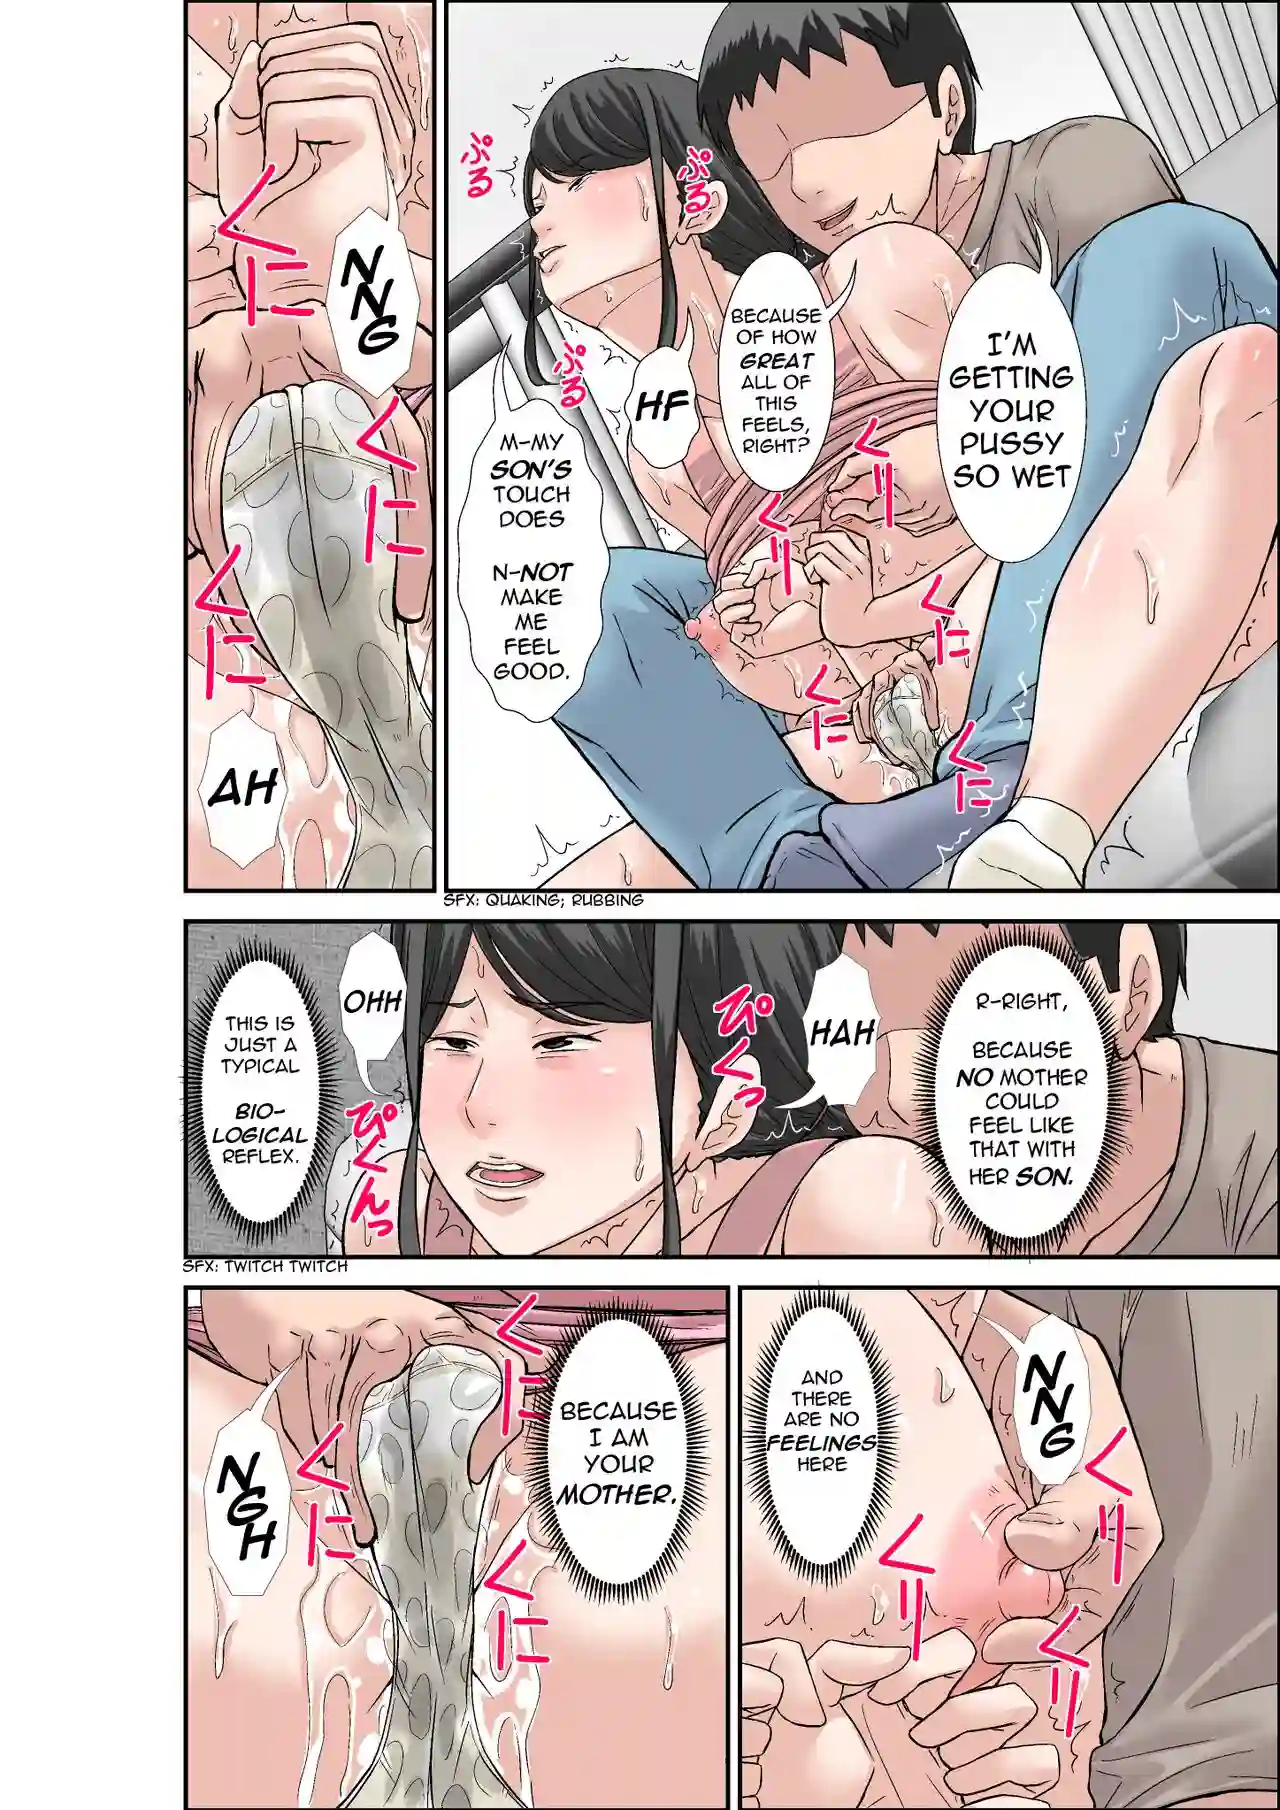 I'M
GETTING
YOUR
PUSSY
SO WET
BECAUSE
OF HOW
GREAT
ALL OF
THIS
FEELS,
RIGHT?
HF
M-MY
SON'S
TOUCH
DOES
N-NOT
MAKE
ME
FEEL
GOOD.
ぷる
ぷる
ぷる
くり
くり
くに
くに
くに
SFX: QUAKING; RUBBING
NNG
くに
くに
くに
AH
R-RIGHT,
BECAUSE
NO MOTHER
COULD
FEEL LIKE
THAT WITH
HER SON.
HAH
ぴくっ
OHH
ぴくんっ
THIS IS
JUST A
TYPICAL
BIO-
LOGICAL
REFLEX.
SFX: TWITCH TWITCH
NNG
AND
THERE
ARE NO
FEELINGS
HERE
くり
くり
くり
BECAUSE
I AM
YOUR
MOTHER.
くに
くに
くに
NGH